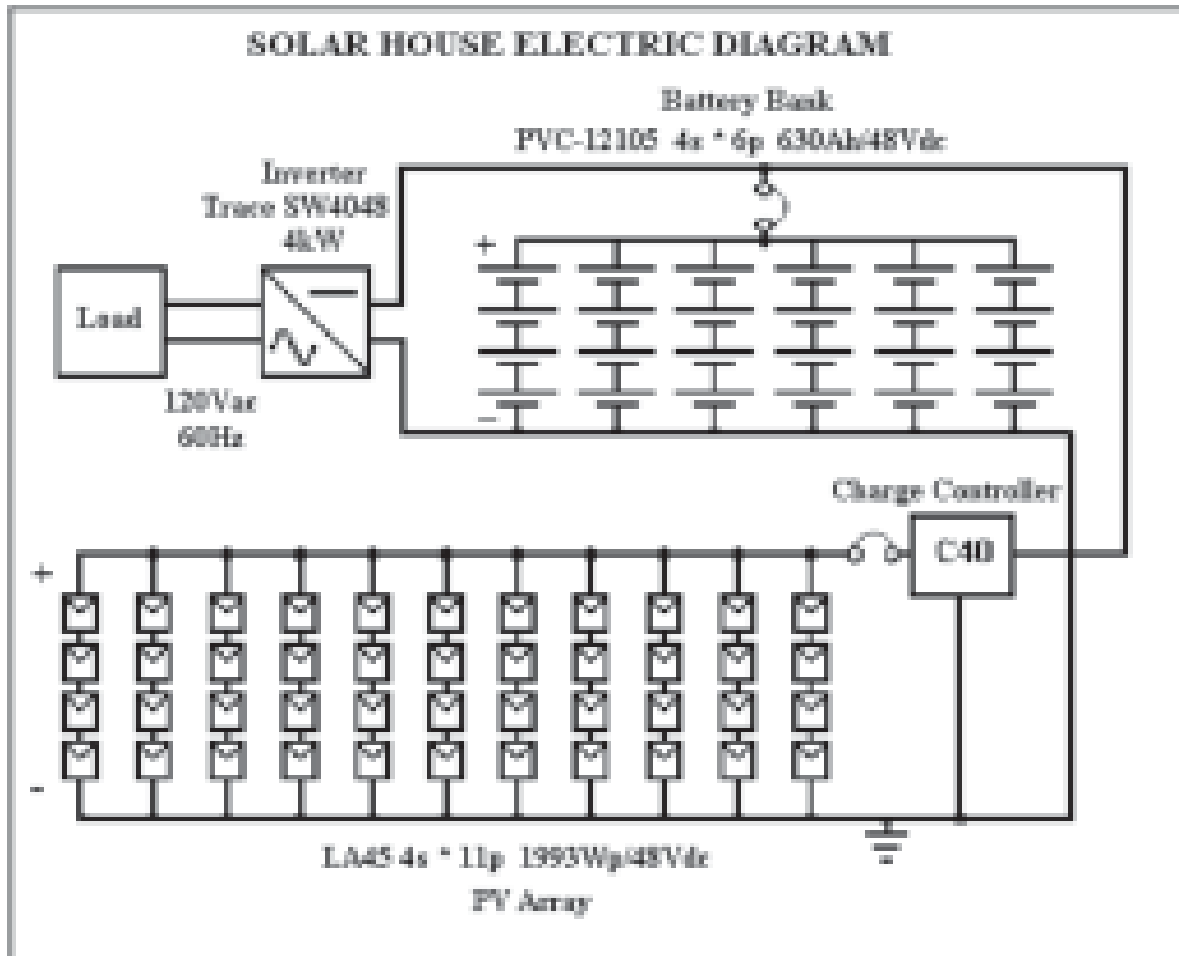 SOLAR HOUSE ELECTRIC DIAGRAM
Battery Bank
PVC-12105 4s * 6p 630Ah/48Vdc
Inverter
Trace SW4048
4kW
+
Load
120Vac
60Hz
−
Charge Controller
C40
+
-
LA45 4s * 11p 1993Wp/48Vdc
PV Array